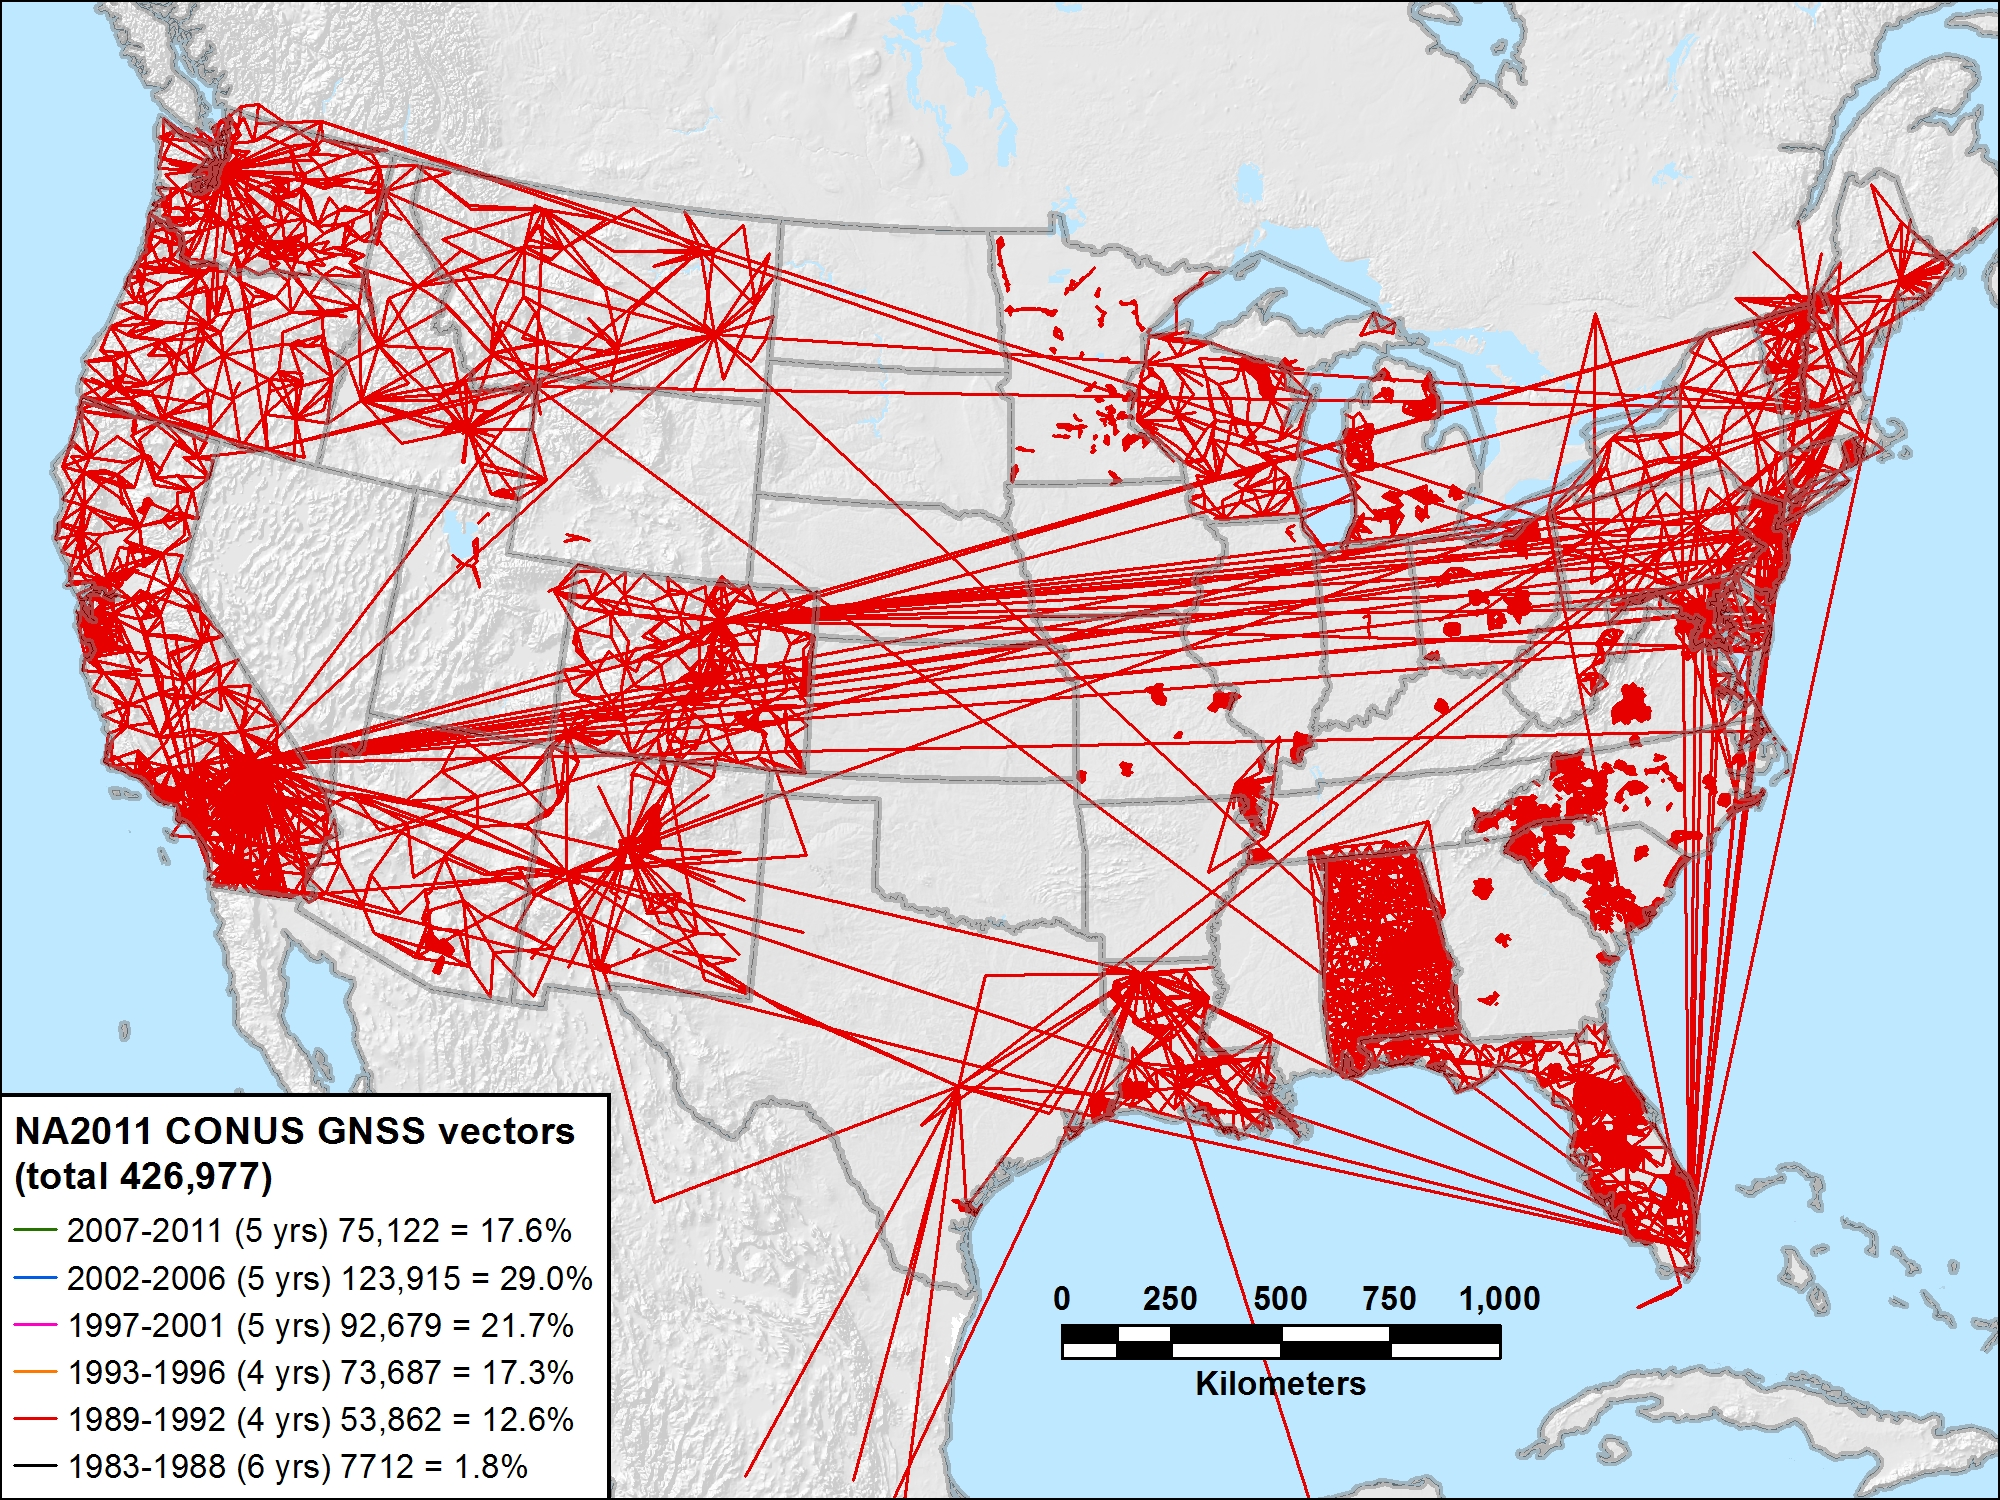 NA2011 CONUS GNSS vectors
(total 426,977)
2007-2011 (5 yrs) 75,122 = 17.6%
2002-2006 (5 yrs) 123,915 = 29.0%
1997-2001 (5 yrs) 92,679 = 21.7%
1993-1996 (4 yrs) 73,687 = 17.3%
1989-1992 (4 yrs) 53,862 = 12.6%
1983-1988 (6 yrs) 7712 = 1.8%
0 250 500 750 1,000
Kilometers